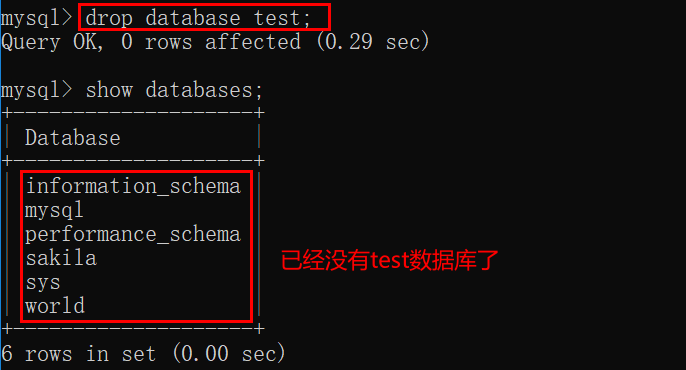 mysql> drop database test;
Query OK, 0 rows affected (0.29 sec)
mysql> show databases;
+--------------------+
| Database           |
+--------------------+
| information_schema |
| mysql              |
| performance_schema |
| sakila             |
| sys                |
| world              |
+--------------------+
已经没有test数据库了
6 rows in set (0.00 sec)